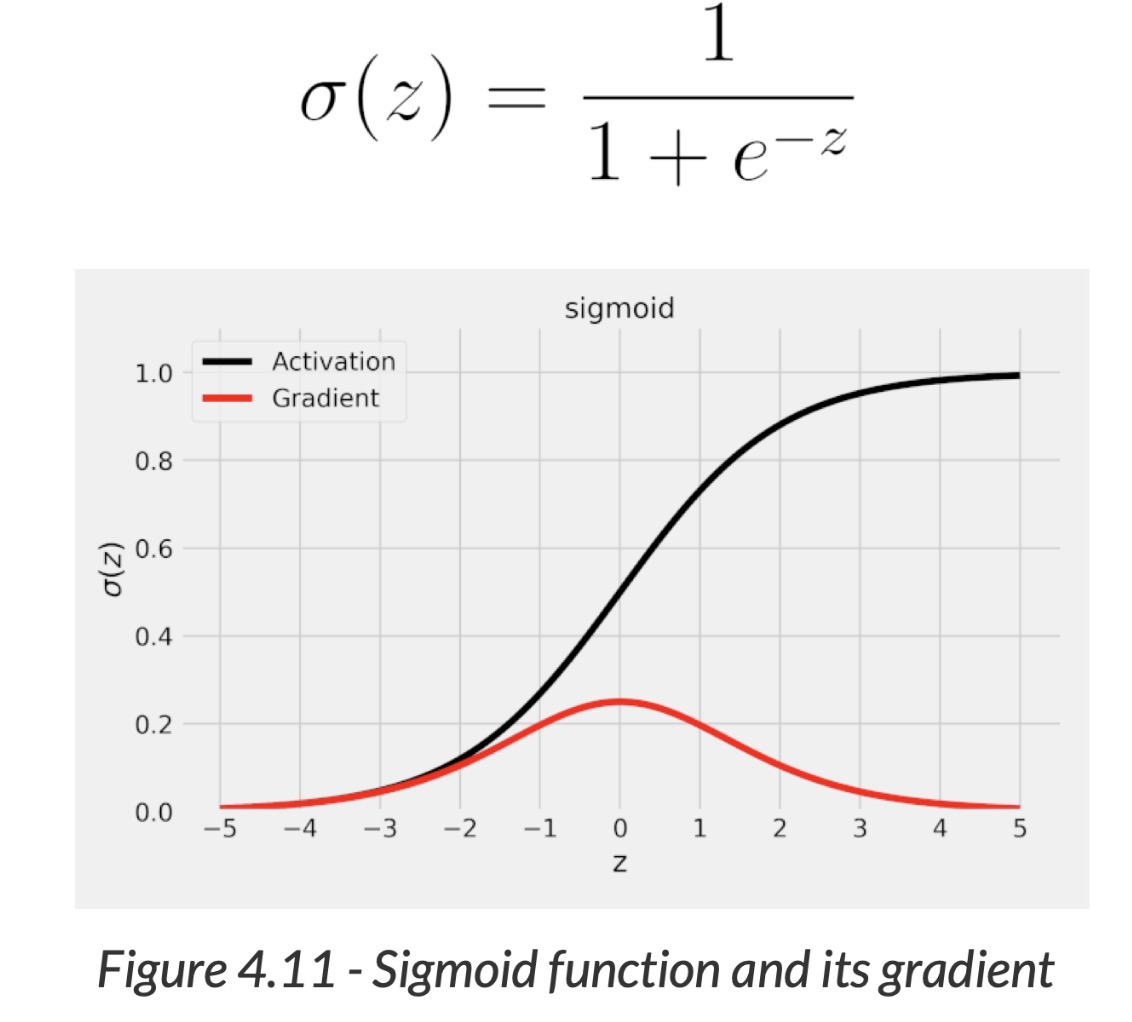 σ(z) = 1 / (1 + e^{-z})
sigmoid
Activation
Gradient
1.0
0.8
0.6
0.4
0.2
0.0
σ(z)
−5 −4 −3 −2 −1 0 1 2 3 4 5
z
Figure 4.11 - Sigmoid function and its gradient